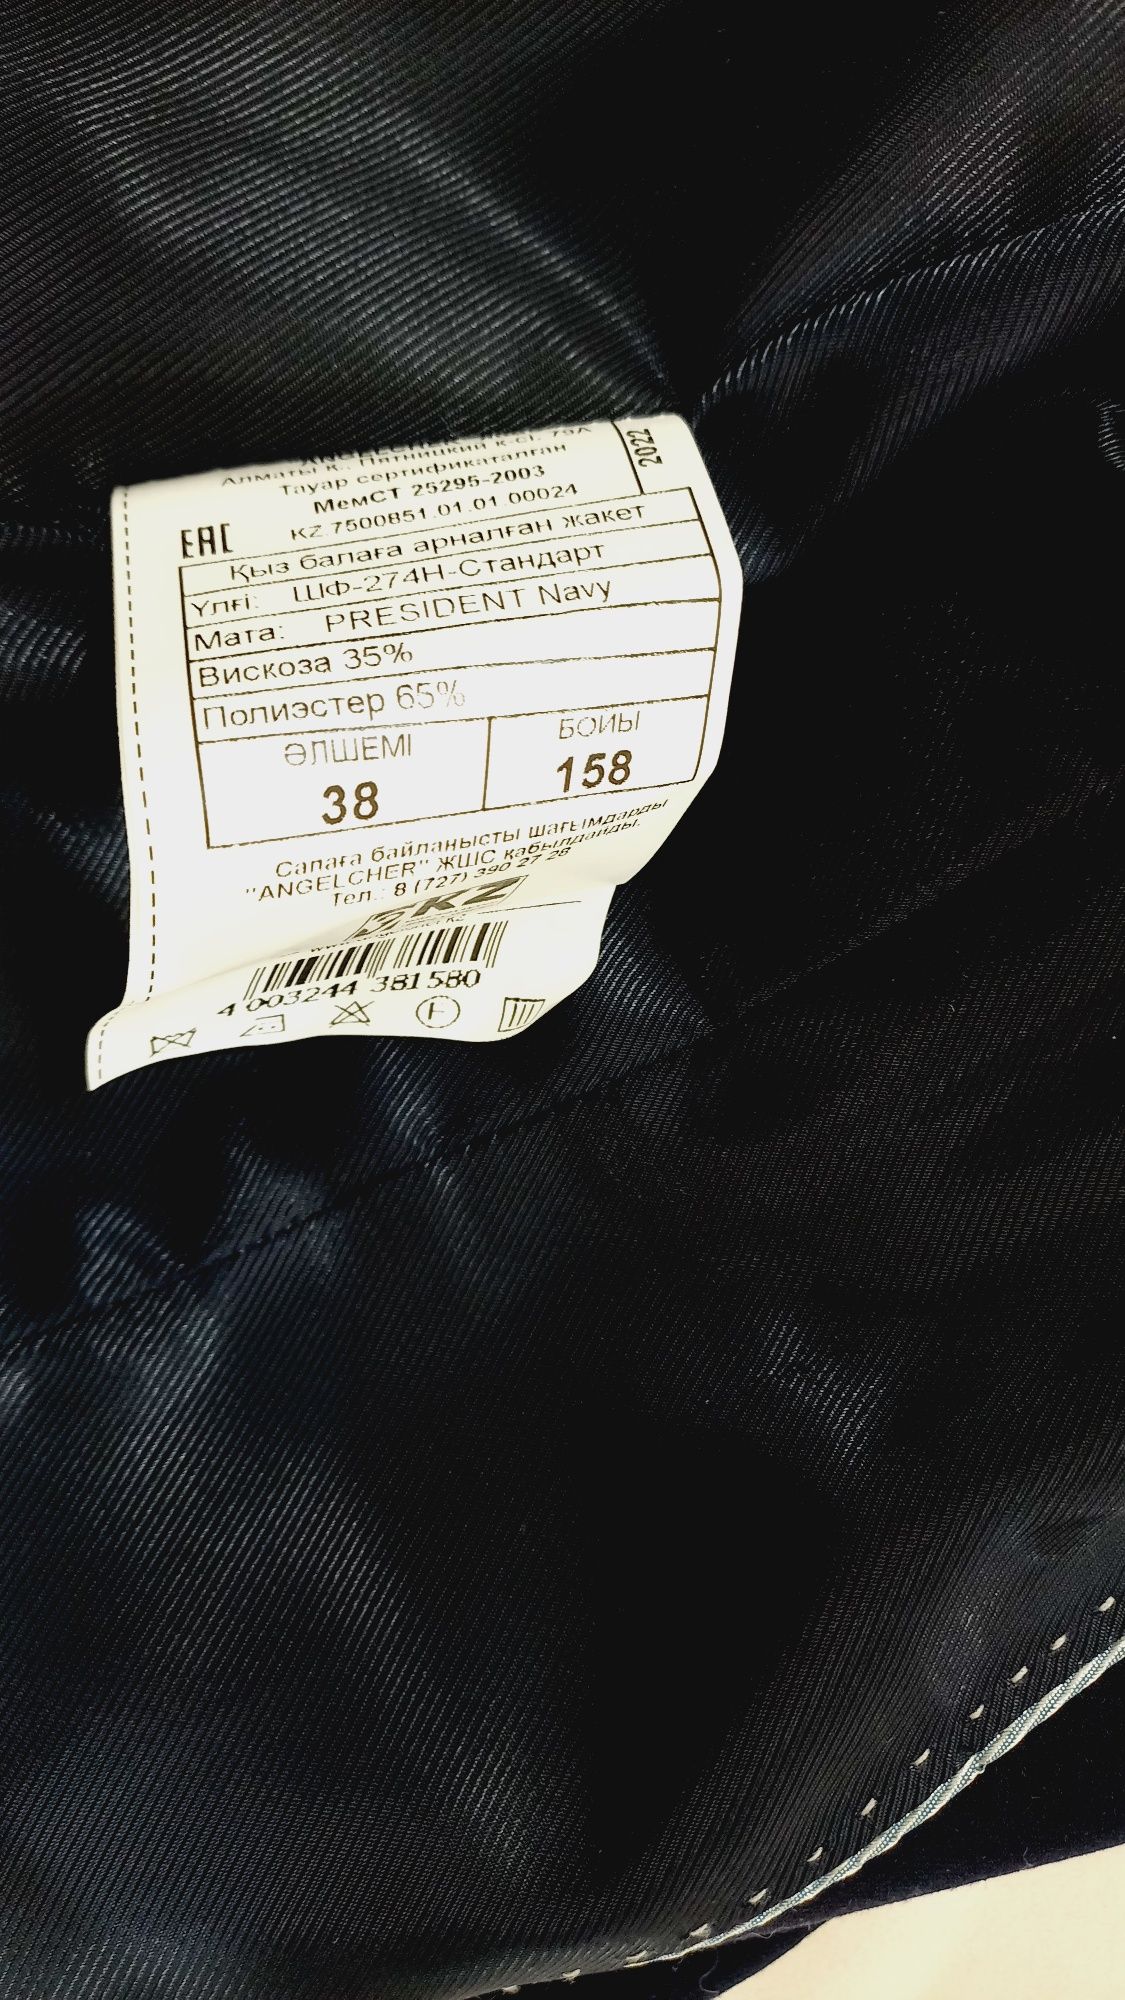 Алматы қ., Пятницкий к-сі, 79А
Тауар сертификаталған
МемСТ 25295-2003
KZ.7500851.01.01.00024
2022
EAC
Қыз балаға арналған жакет
Үлгі: ШФ-274Н-Стандарт
Мата: PRESIDENT Navy
Вискоза 35%
Полиэстер 65%
ӨЛШЕМІ БОЙЫ
38 158
Сапаға байланысты шағымдарды
"ANGELCHER" ЖШС қабылдайды.
Тел.: 8 (727) 390 27 28
KZ
4 003244 381580